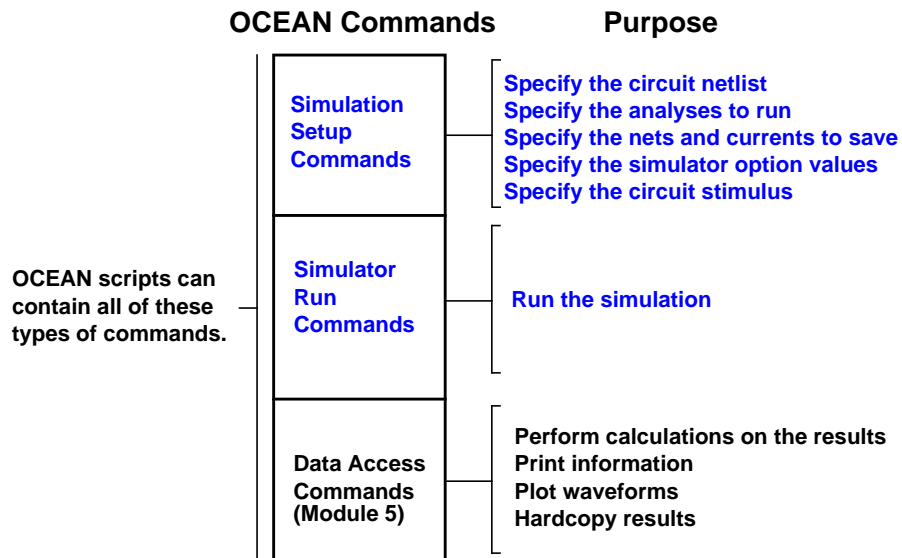 OCEAN Commands
Purpose
Simulation
Setup
Commands
Specify the circuit netlist
Specify the analyses to run
Specify the nets and currents to save
Specify the simulator option values
Specify the circuit stimulus
OCEAN scripts can
contain all of these
types of commands.
Simulator
Run
Commands
Run the simulation
Data Access
Commands
(Module 5)
Perform calculations on the results
Print information
Plot waveforms
Hardcopy results